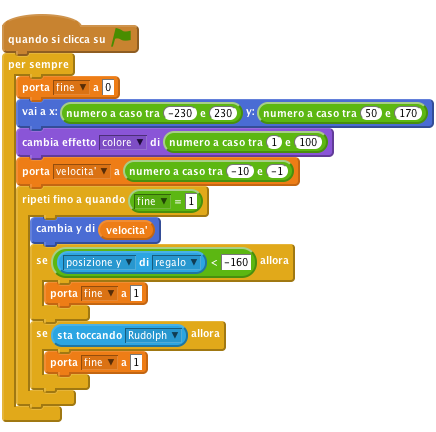 quando si clicca su
per sempre
porta fine a 0
vai a x: numero a caso tra -230 e 230 y: numero a caso tra 50 e 170
cambia effetto colore di numero a caso tra 1 e 100
porta velocita' a numero a caso tra -10 e -1
ripeti fino a quando fine = 1
cambia y di velocita'
se posizione y di regalo < -160 allora
porta fine a 1
se sta toccando Rudolph allora
porta fine a 1